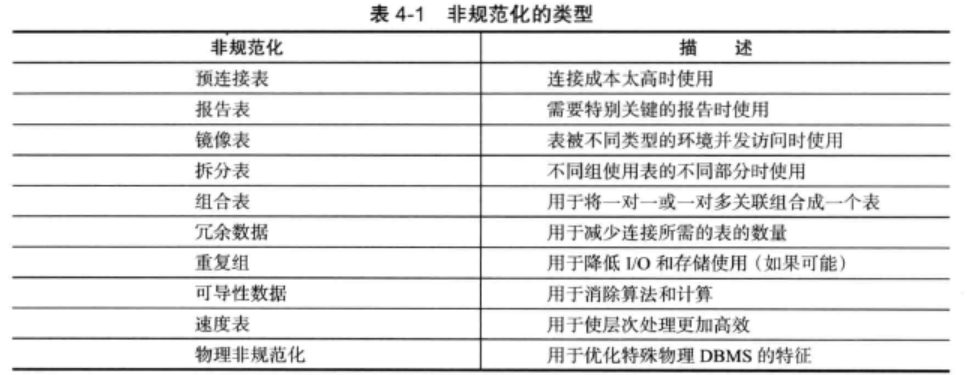 表 4-1 非规范化的类型
非规范化 描 述
预连接表 连接成本太高时使用
报告表 需要特别关键的报告时使用
镜像表 表被不同类型的环境并发访问时使用
拆分表 不同组使用表的不同部分时使用
组合表 用于将一对一或一对多关联组合成一个表
冗余数据 用于减少连接所需的表的数量
重复组 用于降低 I/O 和存储使用（如果可能）
可导性数据 用于消除算法和计算
速度表 用于使层次处理更加高效
物理非规范化 用于优化特殊物理 DBMS 的特征